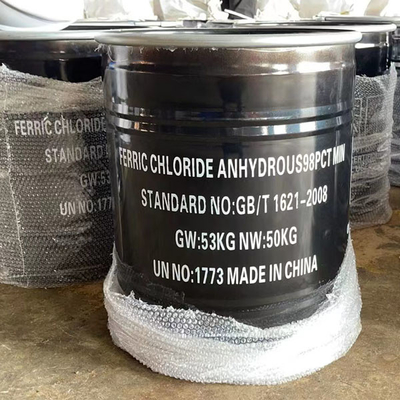 FERRIC CHLORIDE ANHYDROUS98PCT MIN
STANDARD NO:GB/T 1621-2008
GW:53KG NW:50KG
UN NO:1773 MADE IN CHINA
FERRIC CHLORIDE
STANDARD
GW:53
UN NO:1773